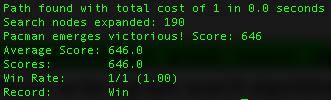 Path found with total cost of 1 in 0.0 seconds
Search nodes expanded: 190
Pacman emerges victorious! Score: 646
Average Score: 646.0
Scores:        646.0
Win Rate:      1/1 (1.00)
Record:        Win